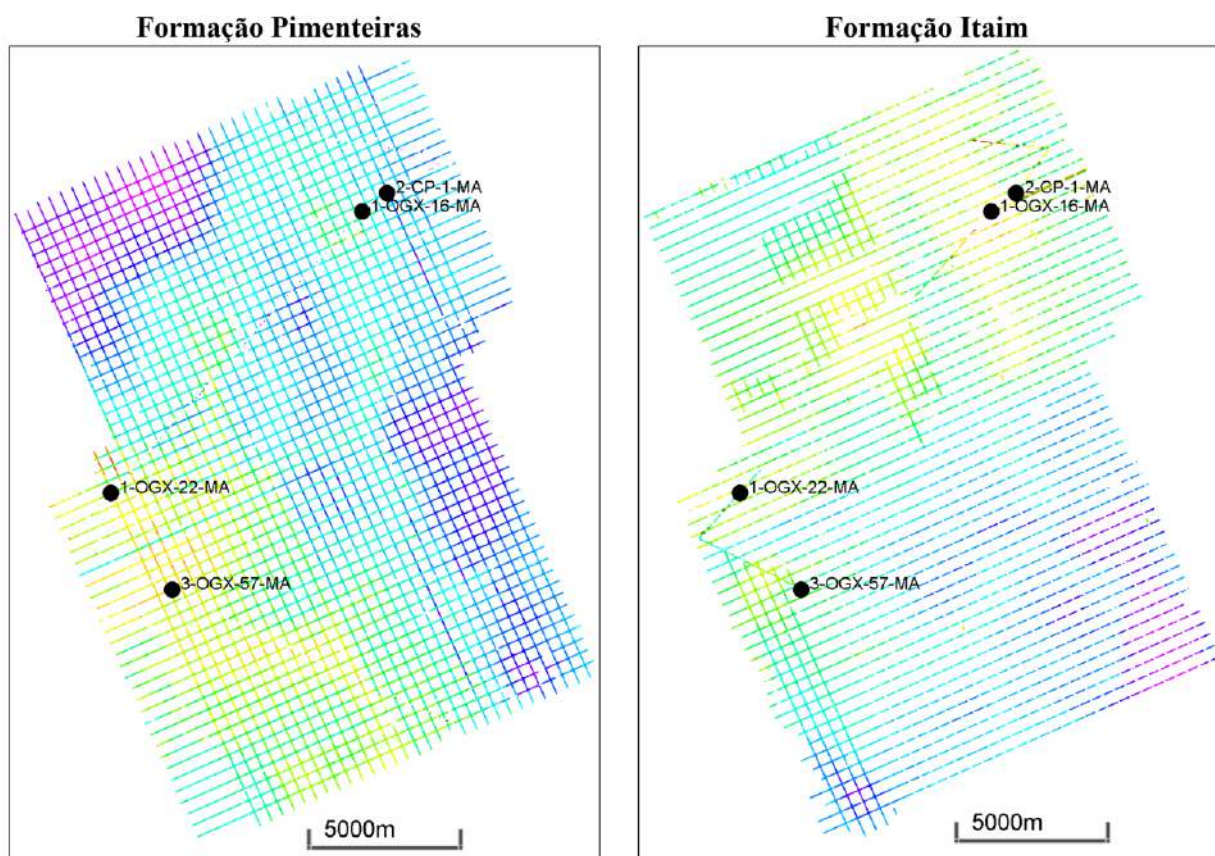 Formação Pimenteiras
Formação Itaim
2-CP-1-MA
1-OGX-16-MA
1-OGX-22-MA
3-OGX-57-MA
5000m
2-CP-1-MA
1-OGX-16-MA
1-OGX-22-MA
3-OGX-57-MA
5000m